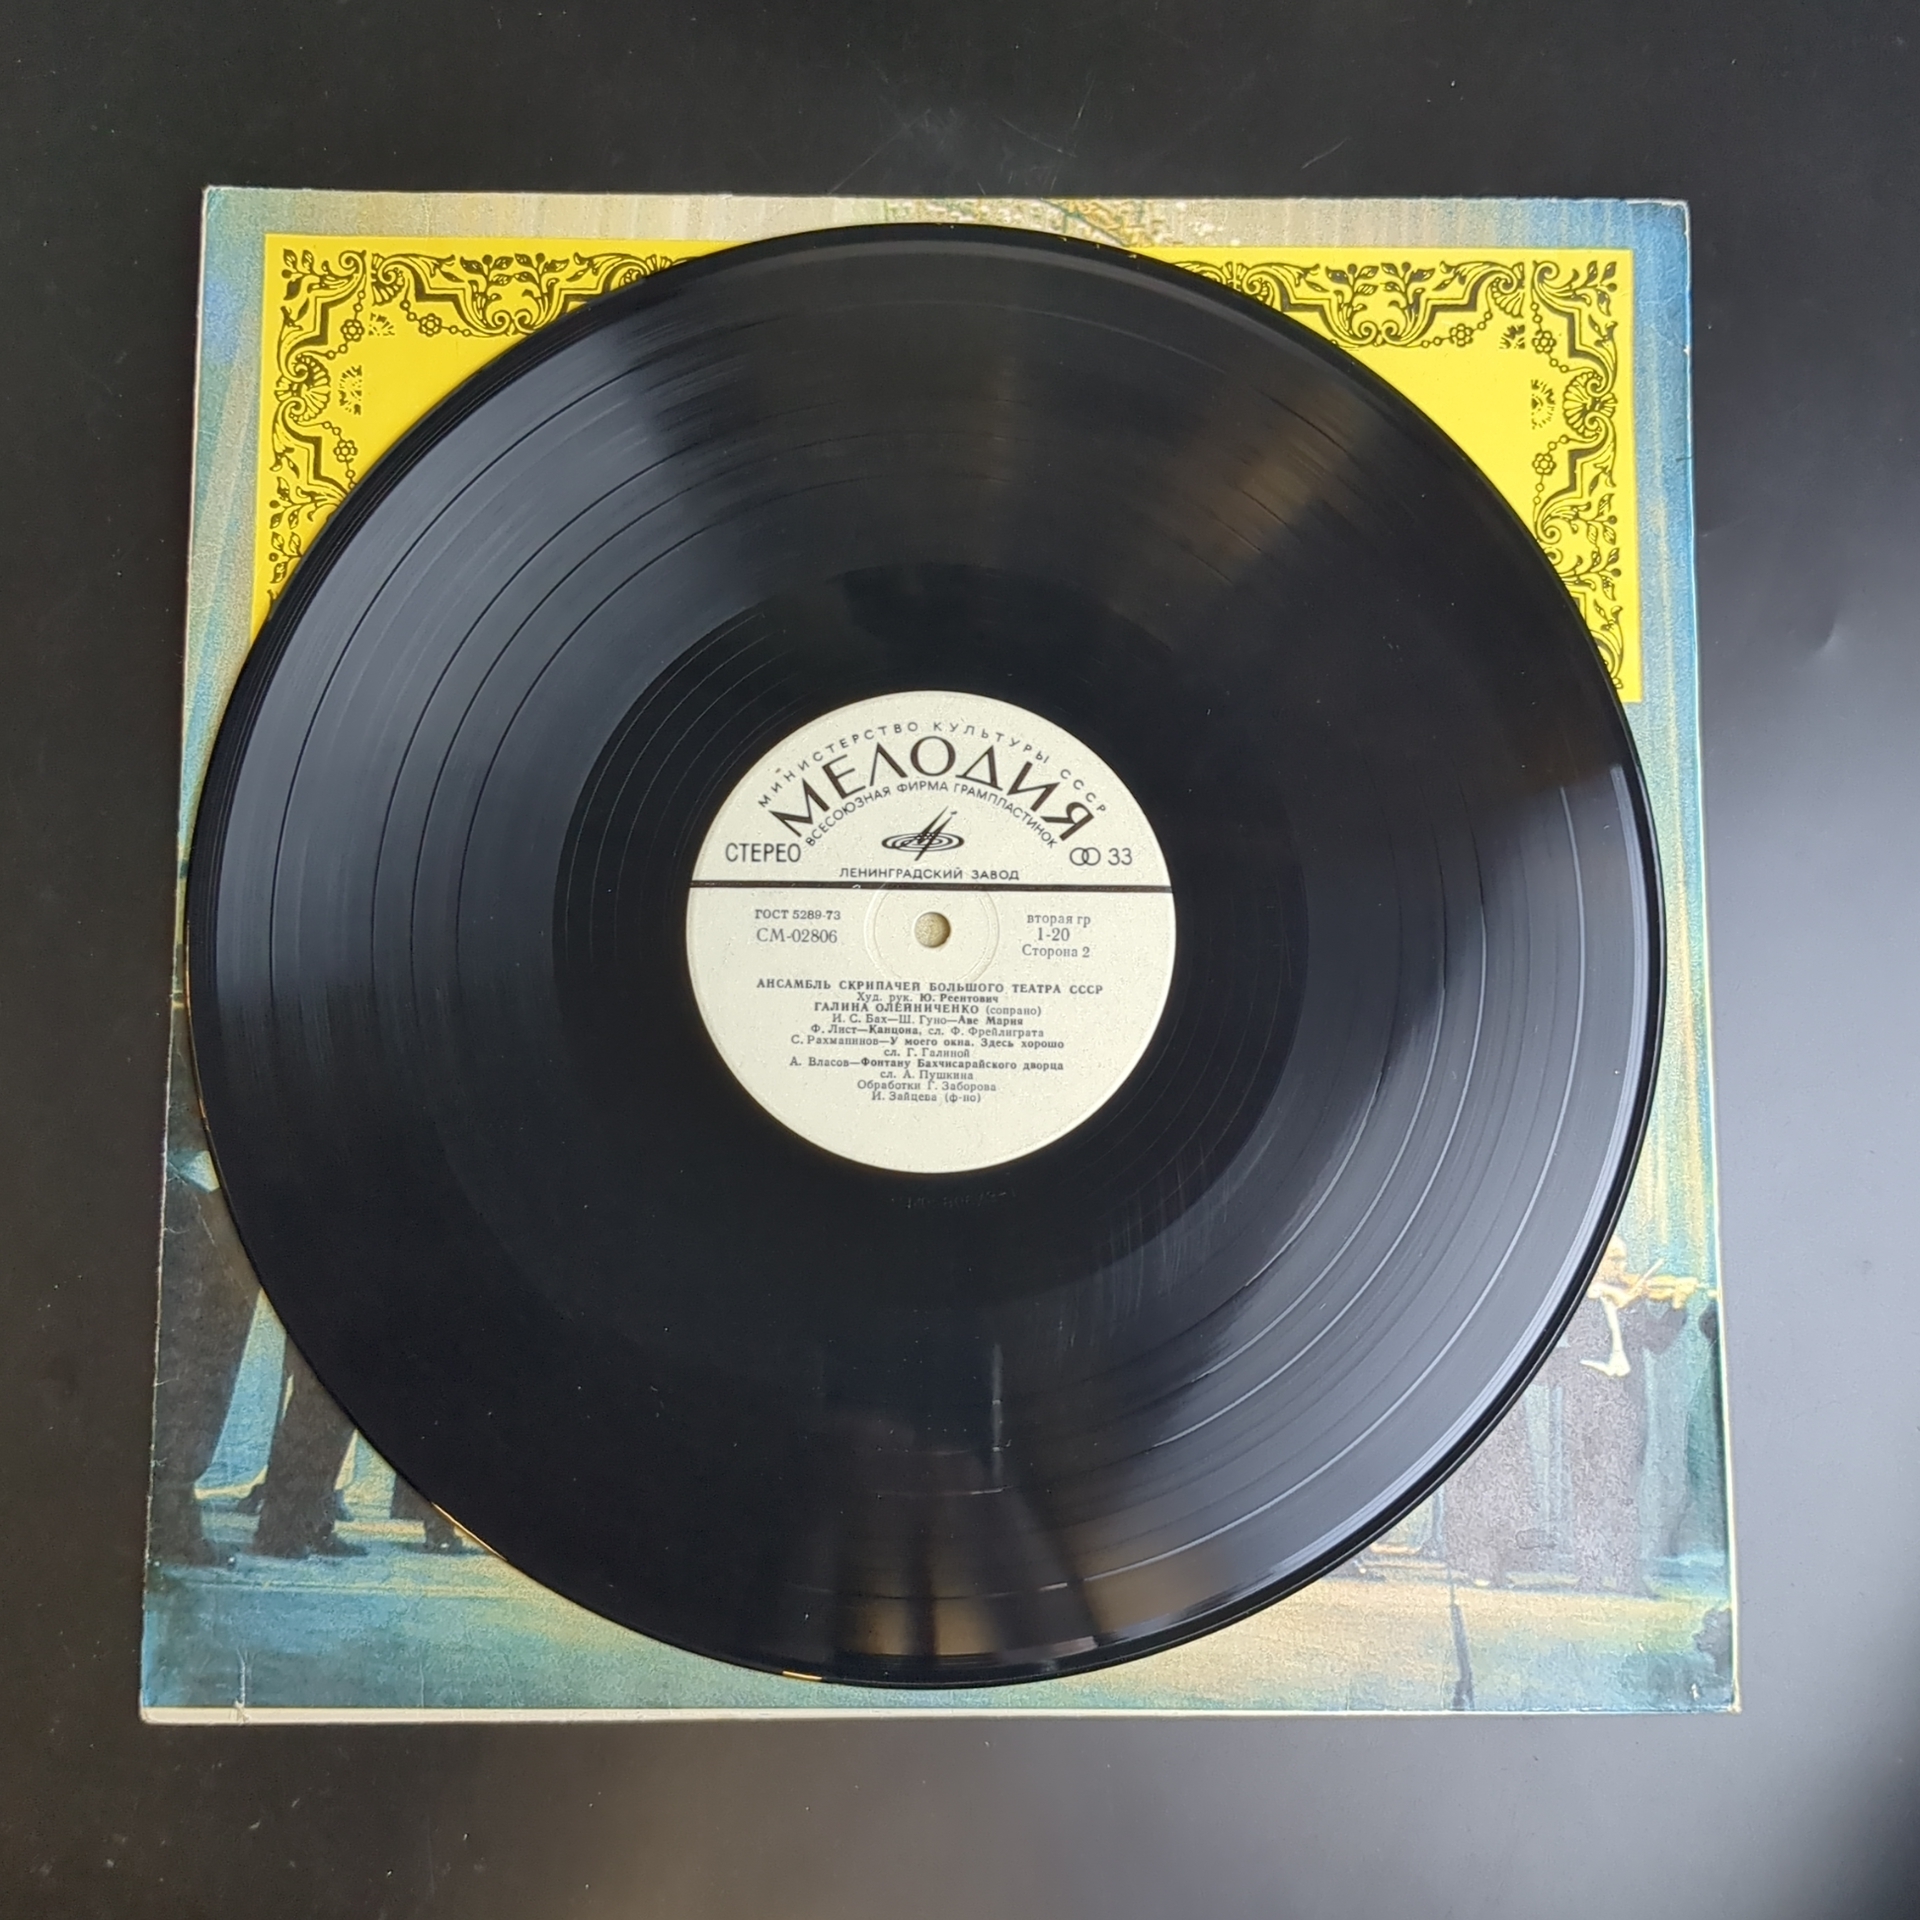 МИНИСТЕРСТВО КУЛЬТУРЫ СССР
МЕЛОДИЯ
ВСЕСОЮЗНАЯ ФИРМА ГРАМПЛАСТИНОК
СТЕРЕО
33
ЛЕНИНГРАДСКИЙ ЗАВОД
ГОСТ 5289-73
СМ-02806
вторая гр
1-20
Сторона 2
АНСАМБЛЬ СКРИПАЧЕЙ БОЛЬШОГО ТЕАТРА СССР
Худ. рук. Ю. Реентович
ГАЛИНА ОЛЕЙНИЧЕНКО (сопрано)
И. С. Бах—Ш. Гуно—Аве Мария
Ф. Лист—Канцона, сл. Ф. Фрейлиграта
С. Рахманинов—У моего окна. Здесь хорошо
сл. Г. Галиной
А. Власов—Фонтану Бахчисарайского дворца
сл. А. Пушкина
Обработки Г. Заборова
И. Зайцева (ф-но)